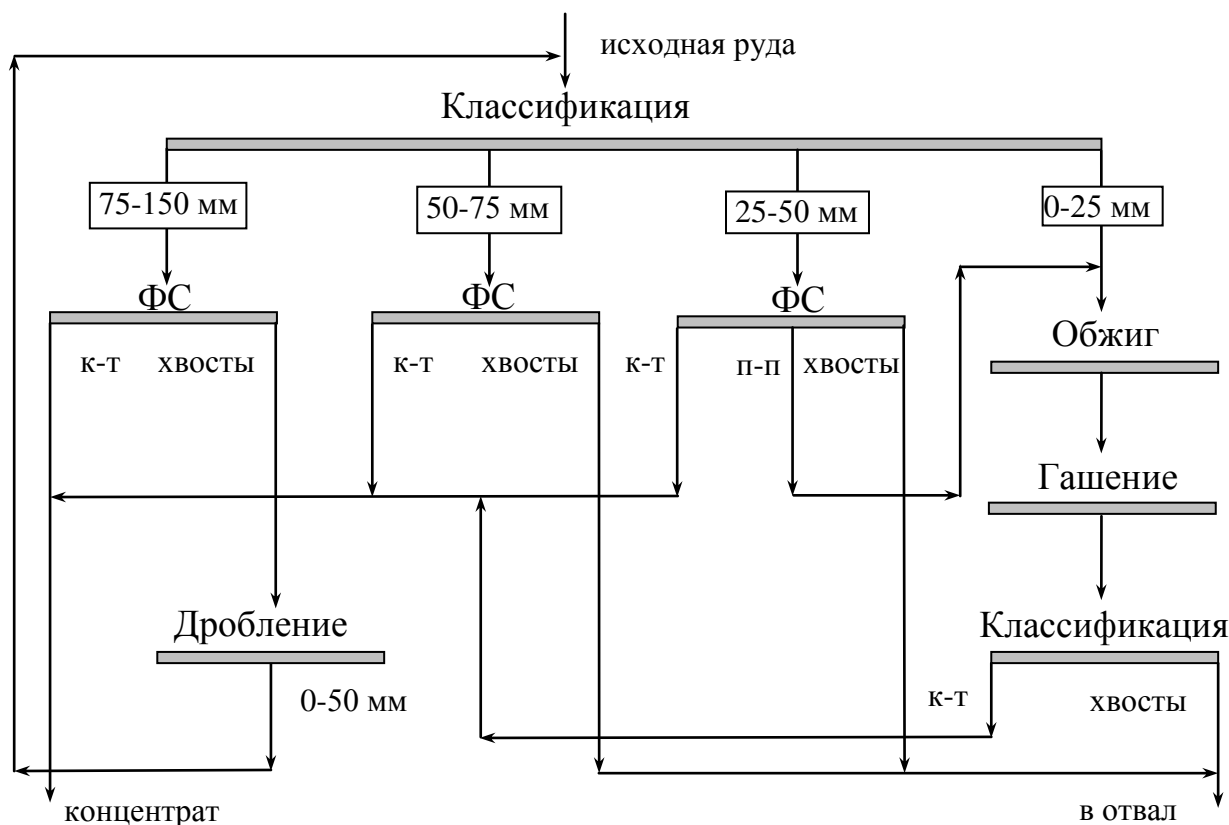 исходная руда
Классификация
75-150 мм
50-75 мм
25-50 мм
0-25 мм
ФС
ФС
ФС
Обжиг
к-т
хвосты
к-т
хвосты
к-т
п-п
хвосты
Гашение
Дробление
Классификация
0-50 мм
к-т
хвосты
концентрат
в отвал